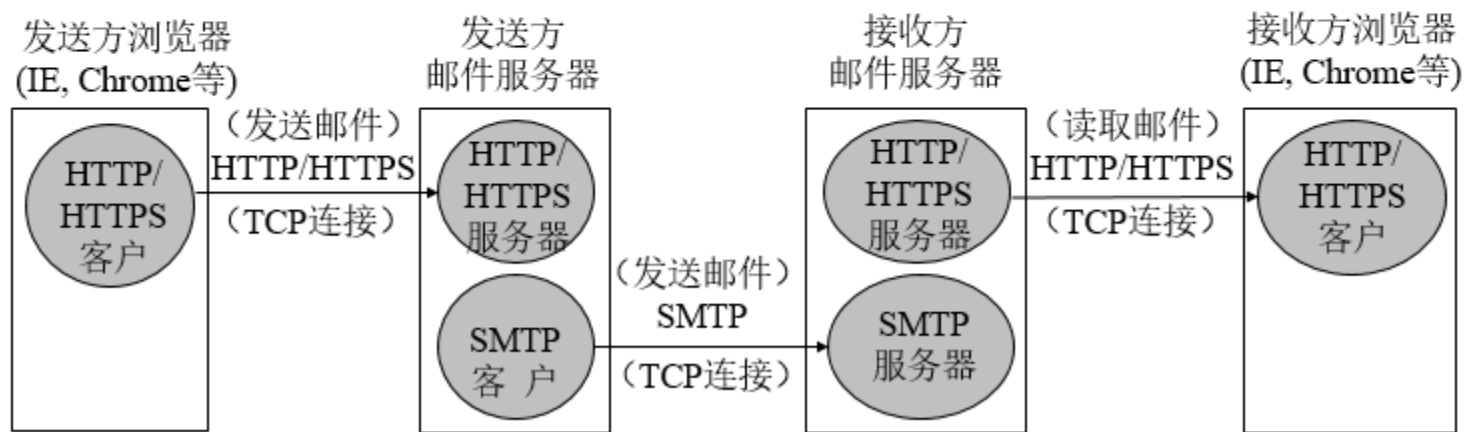 发送方浏览器
(IE, Chrome等)
发送方
邮件服务器
接收方
邮件服务器
接收方浏览器
(IE, Chrome等)
HTTP/
HTTPS
客户
（发送邮件）
HTTP/HTTPS
（TCP连接）
HTTP/
HTTPS
服务器
SMTP
客 户
（发送邮件）
SMTP
（TCP连接）
HTTP/
HTTPS
服务器
SMTP
服务器
（读取邮件）
HTTP/HTTPS
（TCP连接）
HTTP/
HTTPS
客户